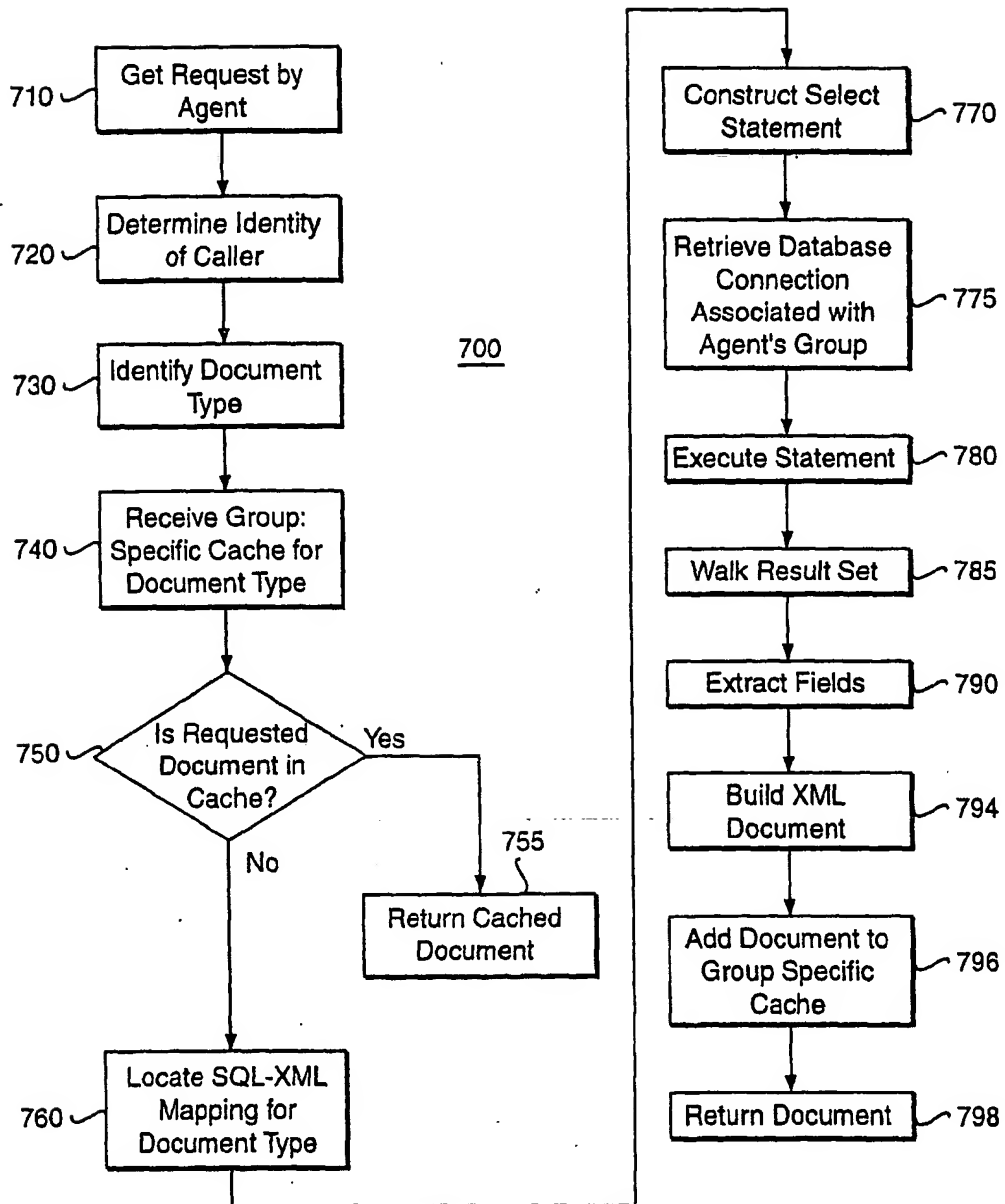 710
Get Request by
Agent
720
Determine Identity
of Caller
730
Identify Document
Type
700
740
Receive Group:
Specific Cache for
Document Type
750
Is Requested
Document in
Cache?
Yes
No
755
Return Cached
Document
760
Locate SQL-XML
Mapping for
Document Type
Construct Select
Statement
770
Retrieve Database
Connection
Associated with
Agent's Group
775
Execute Statement
780
Walk Result Set
785
Extract Fields
790
Build XML
Document
794
Add Document to
Group Specific
Cache
796
Return Document
798